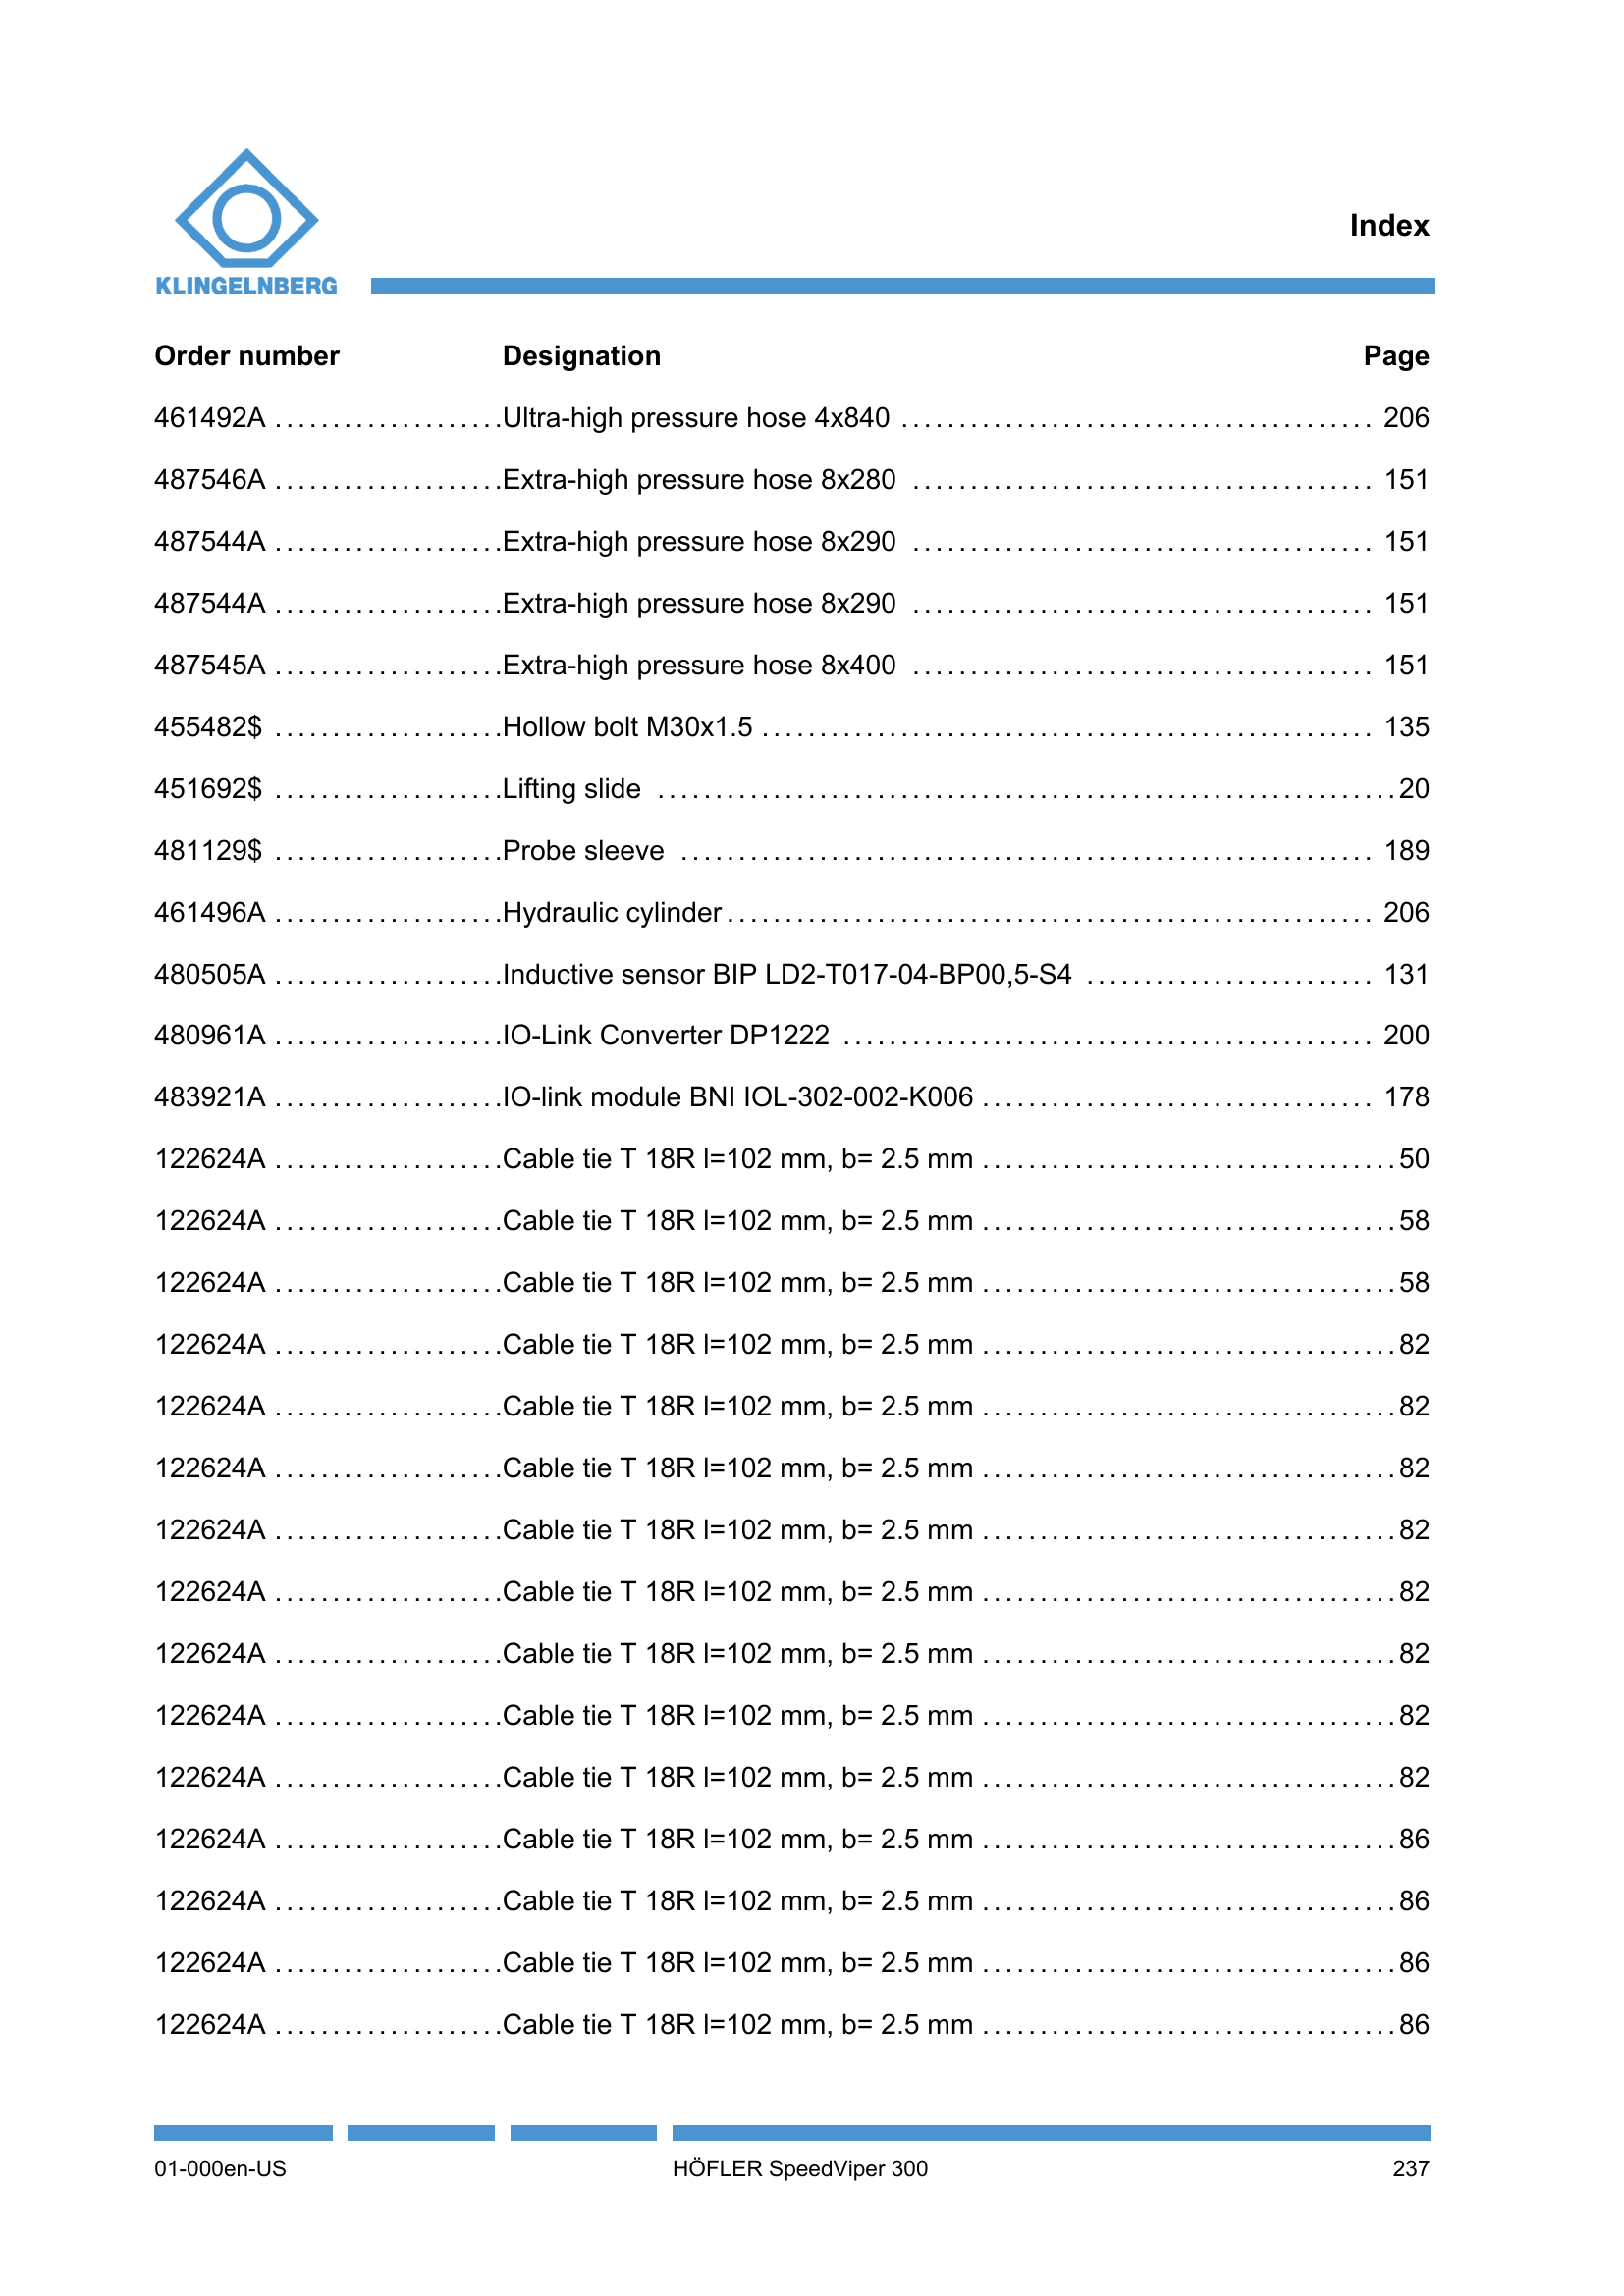 Index
KLINGELNBERG
Order number Designation Page
461492A ....................Ultra-high pressure hose 4x840 ......................................... 206
487546A ....................Extra-high pressure hose 8x280 ........................................ 151
487544A ....................Extra-high pressure hose 8x290 ........................................ 151
487544A ....................Extra-high pressure hose 8x290 ........................................ 151
487545A ....................Extra-high pressure hose 8x400 ........................................ 151
455482$ ....................Hollow bolt M30x1.5 ..................................................... 135
451692$ ....................Lifting slide ................................................................20
481129$ ....................Probe sleeve ............................................................ 189
461496A ....................Hydraulic cylinder ........................................................ 206
480505A ....................Inductive sensor BIP LD2-T017-04-BP00,5-S4 ......................... 131
480961A ....................IO-Link Converter DP1222 .............................................. 200
483921A ....................IO-link module BNI IOL-302-002-K006 .................................. 178
122624A ....................Cable tie T 18R l=102 mm, b= 2.5 mm ....................................50
122624A ....................Cable tie T 18R l=102 mm, b= 2.5 mm ....................................58
122624A ....................Cable tie T 18R l=102 mm, b= 2.5 mm ....................................58
122624A ....................Cable tie T 18R l=102 mm, b= 2.5 mm ....................................82
122624A ....................Cable tie T 18R l=102 mm, b= 2.5 mm ....................................82
122624A ....................Cable tie T 18R l=102 mm, b= 2.5 mm ....................................82
122624A ....................Cable tie T 18R l=102 mm, b= 2.5 mm ....................................82
122624A ....................Cable tie T 18R l=102 mm, b= 2.5 mm ....................................82
122624A ....................Cable tie T 18R l=102 mm, b= 2.5 mm ....................................82
122624A ....................Cable tie T 18R l=102 mm, b= 2.5 mm ....................................82
122624A ....................Cable tie T 18R l=102 mm, b= 2.5 mm ....................................82
122624A ....................Cable tie T 18R l=102 mm, b= 2.5 mm ....................................86
122624A ....................Cable tie T 18R l=102 mm, b= 2.5 mm ....................................86
122624A ....................Cable tie T 18R l=102 mm, b= 2.5 mm ....................................86
122624A ....................Cable tie T 18R l=102 mm, b= 2.5 mm ....................................86
01-000en-US HÖFLER SpeedViper 300 237